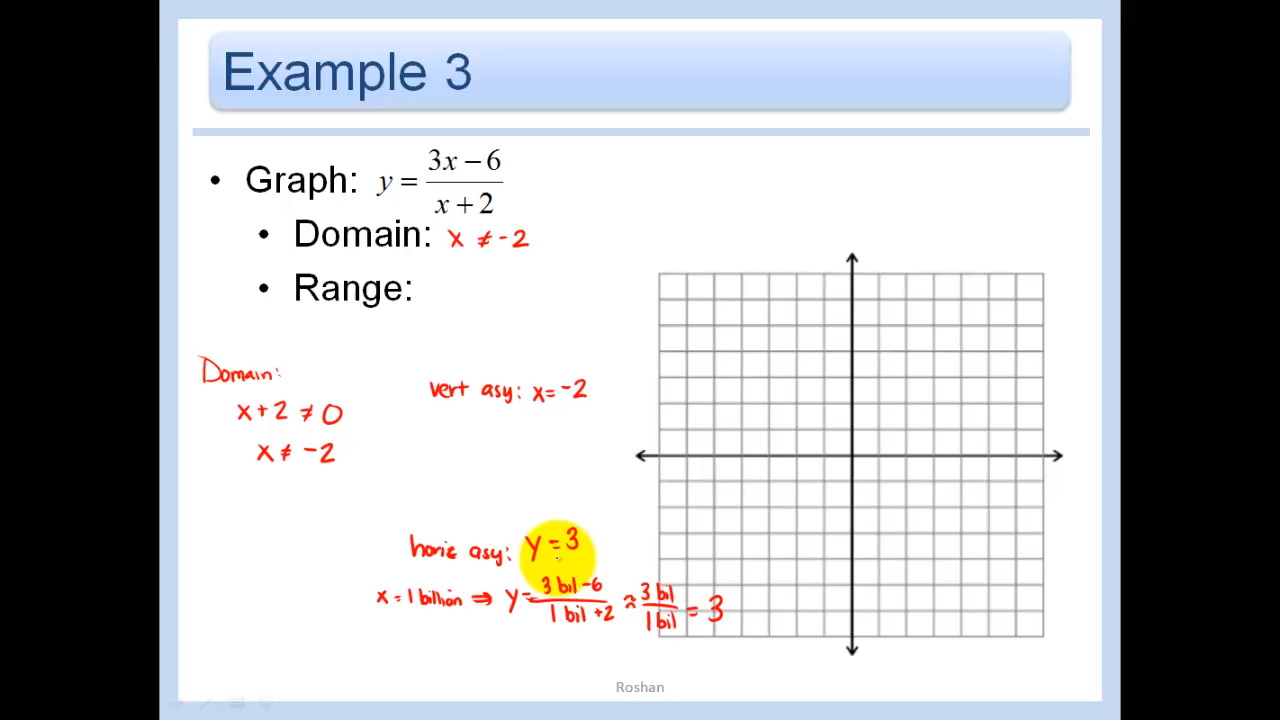 Example 3
• Graph: y = (3x − 6)/(x + 2)
• Domain: x ≠ -2
• Range:
Domain:
x + 2 ≠ 0
x ≠ -2
vert asy: x = -2
horiz asy: y = 3
x = 1 billion ⇒ y = (3 bil - 6)/(1 bil + 2) ≈ 3 bil/1 bil = 3
Roshan